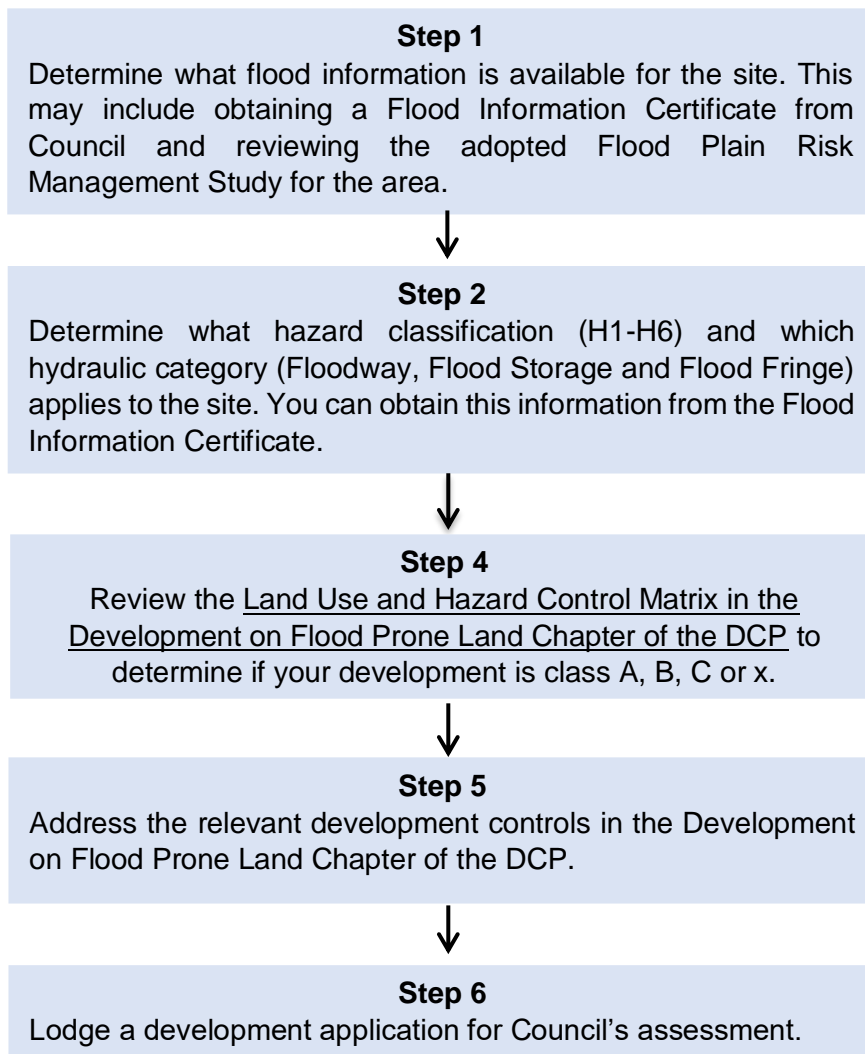 Step 1
Determine what flood information is available for the site. This
may include obtaining a Flood Information Certificate from
Council and reviewing the adopted Flood Plain Risk
Management Study for the area.
Step 2
Determine what hazard classification (H1-H6) and which
hydraulic category (Floodway, Flood Storage and Flood Fringe)
applies to the site. You can obtain this information from the Flood
Information Certificate.
Step 4
Review the Land Use and Hazard Control Matrix in the
Development on Flood Prone Land Chapter of the DCP to
determine if your development is class A, B, C or x.
Step 5
Address the relevant development controls in the Development
on Flood Prone Land Chapter of the DCP.
Step 6
Lodge a development application for Council's assessment.